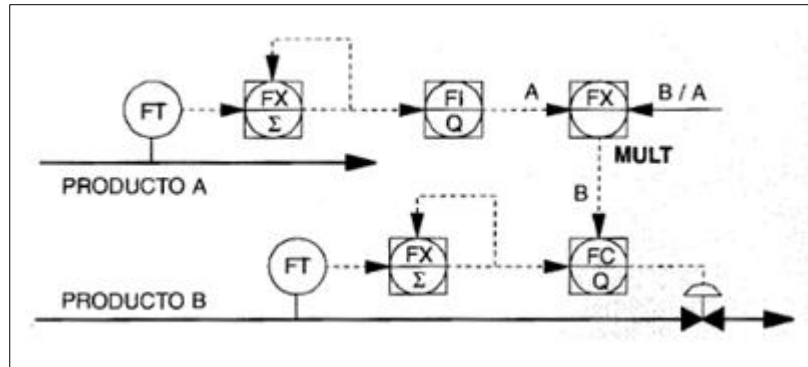 FT
FX
Σ
FI
Q
A
FX
B / A
MULT
PRODUCTO A
B
FT
FX
Σ
FC
Q
PRODUCTO B